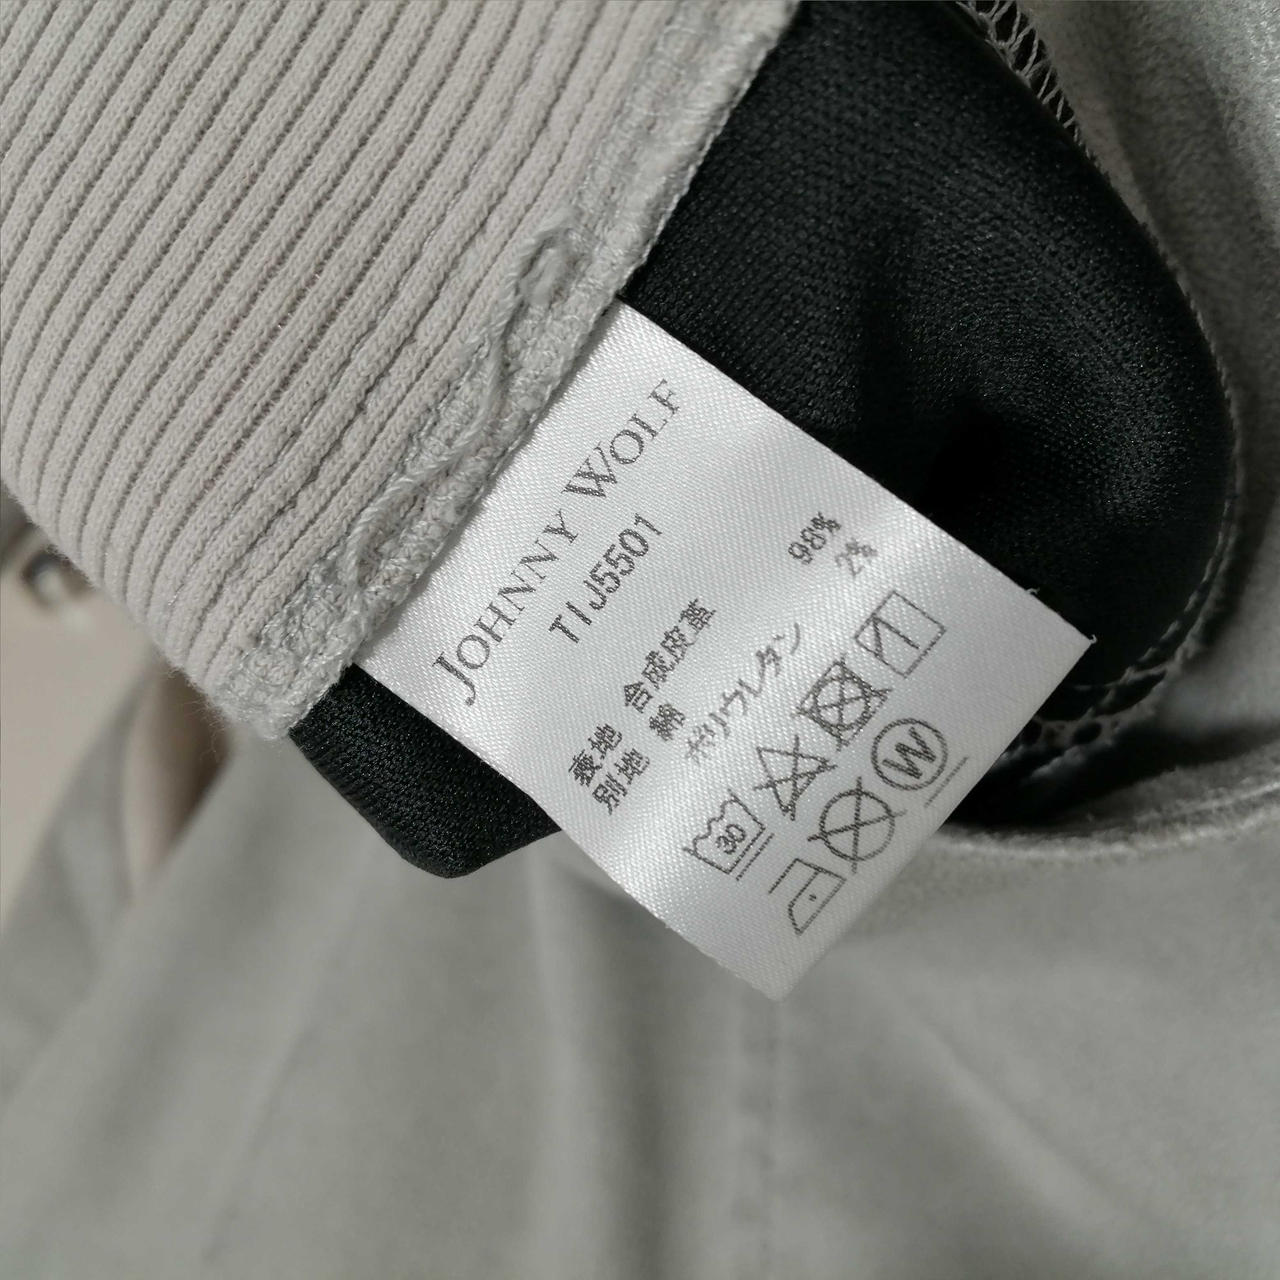 JOHNNY WOLF
TIJ5501
表地 合成皮革
別地 綿 98%
ポリウレタン 2%
30
W